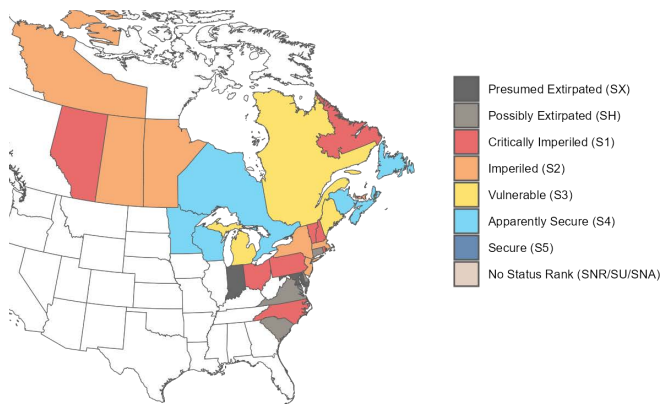 Presumed Extirpated (SX)
Possibly Extirpated (SH)
Critically Imperiled (S1)
Imperiled (S2)
Vulnerable (S3)
Apparently Secure (S4)
Secure (S5)
No Status Rank (SNR/SU/SNA)